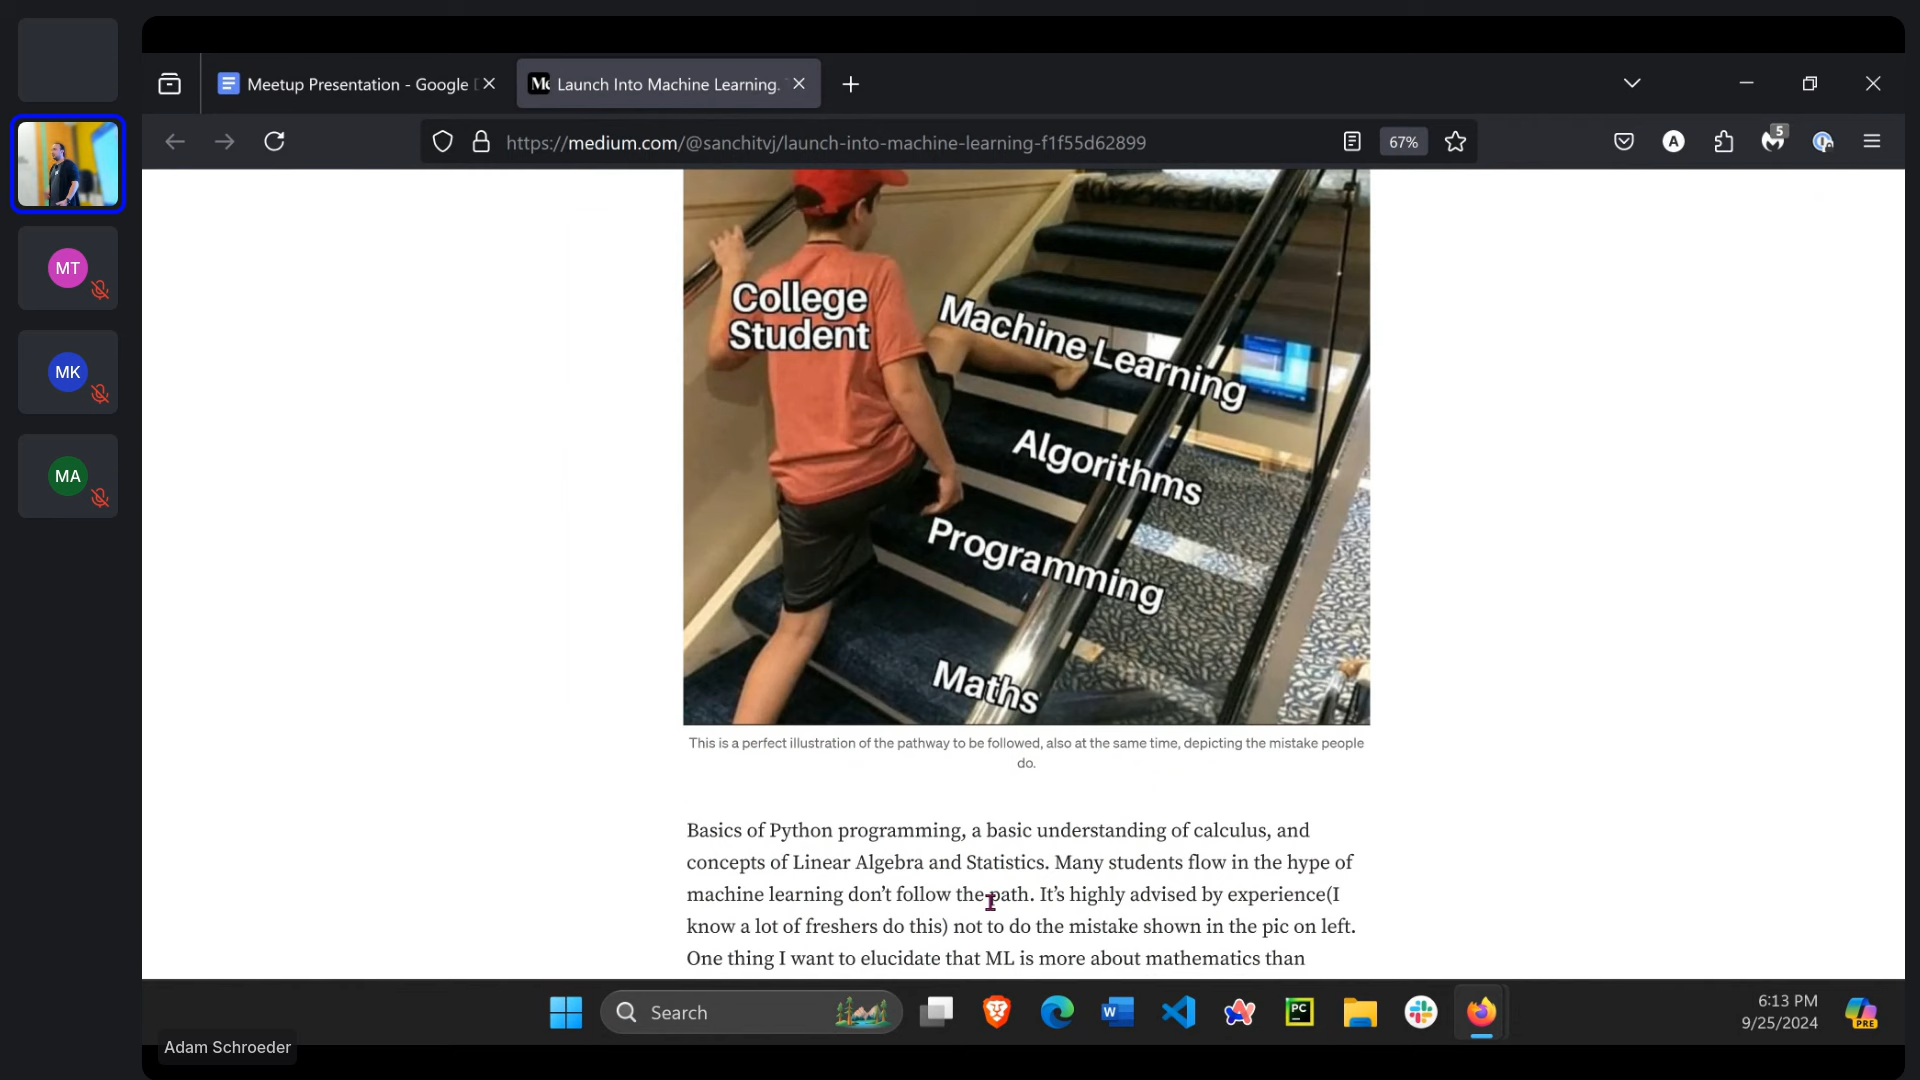 Meetup Presentation - Google
Launch Into Machine Learning.
https://medium.com/@sanchitvj/launch-into-machine-learning-f1f55d62899
67%
A
5
MT
MK
MA
College
Student
Machine Learning
Algorithms
Programming
Maths
This is a perfect illustration of the pathway to be followed, also at the same time, depicting the mistake people
do.
Basics of Python programming, a basic understanding of calculus, and
concepts of Linear Algebra and Statistics. Many students flow in the hype of
machine learning don’t follow the path. It’s highly advised by experience(I
know a lot of freshers do this) not to do the mistake shown in the pic on left.
One thing I want to elucidate that ML is more about mathematics than
Search
W
PC
6:13 PM
9/25/2024
PRE
Adam Schroeder